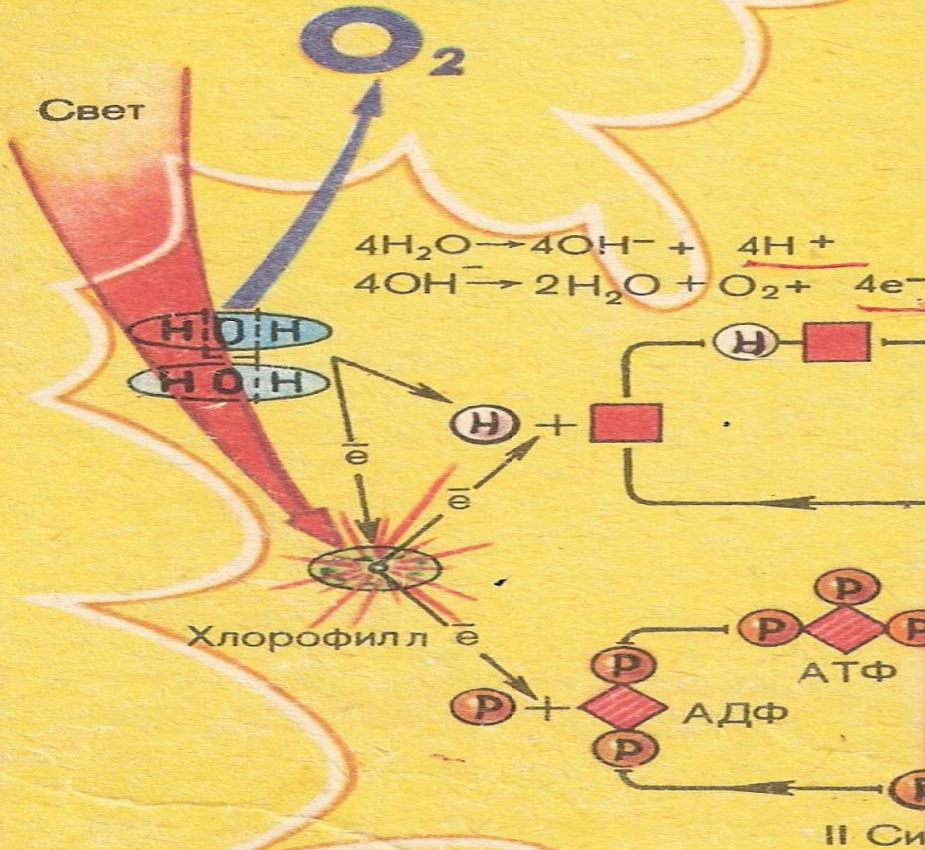 O₂
Свет
4H₂O → 4OH⁻ + 4H⁺
4OH⁻ → 2H₂O + O₂ + 4e⁻
H O H
H O H
H
H +
e̅
e̅
Хлорофилл e̅
P
P P
АТФ
P
P + АДФ
P
P
II Си